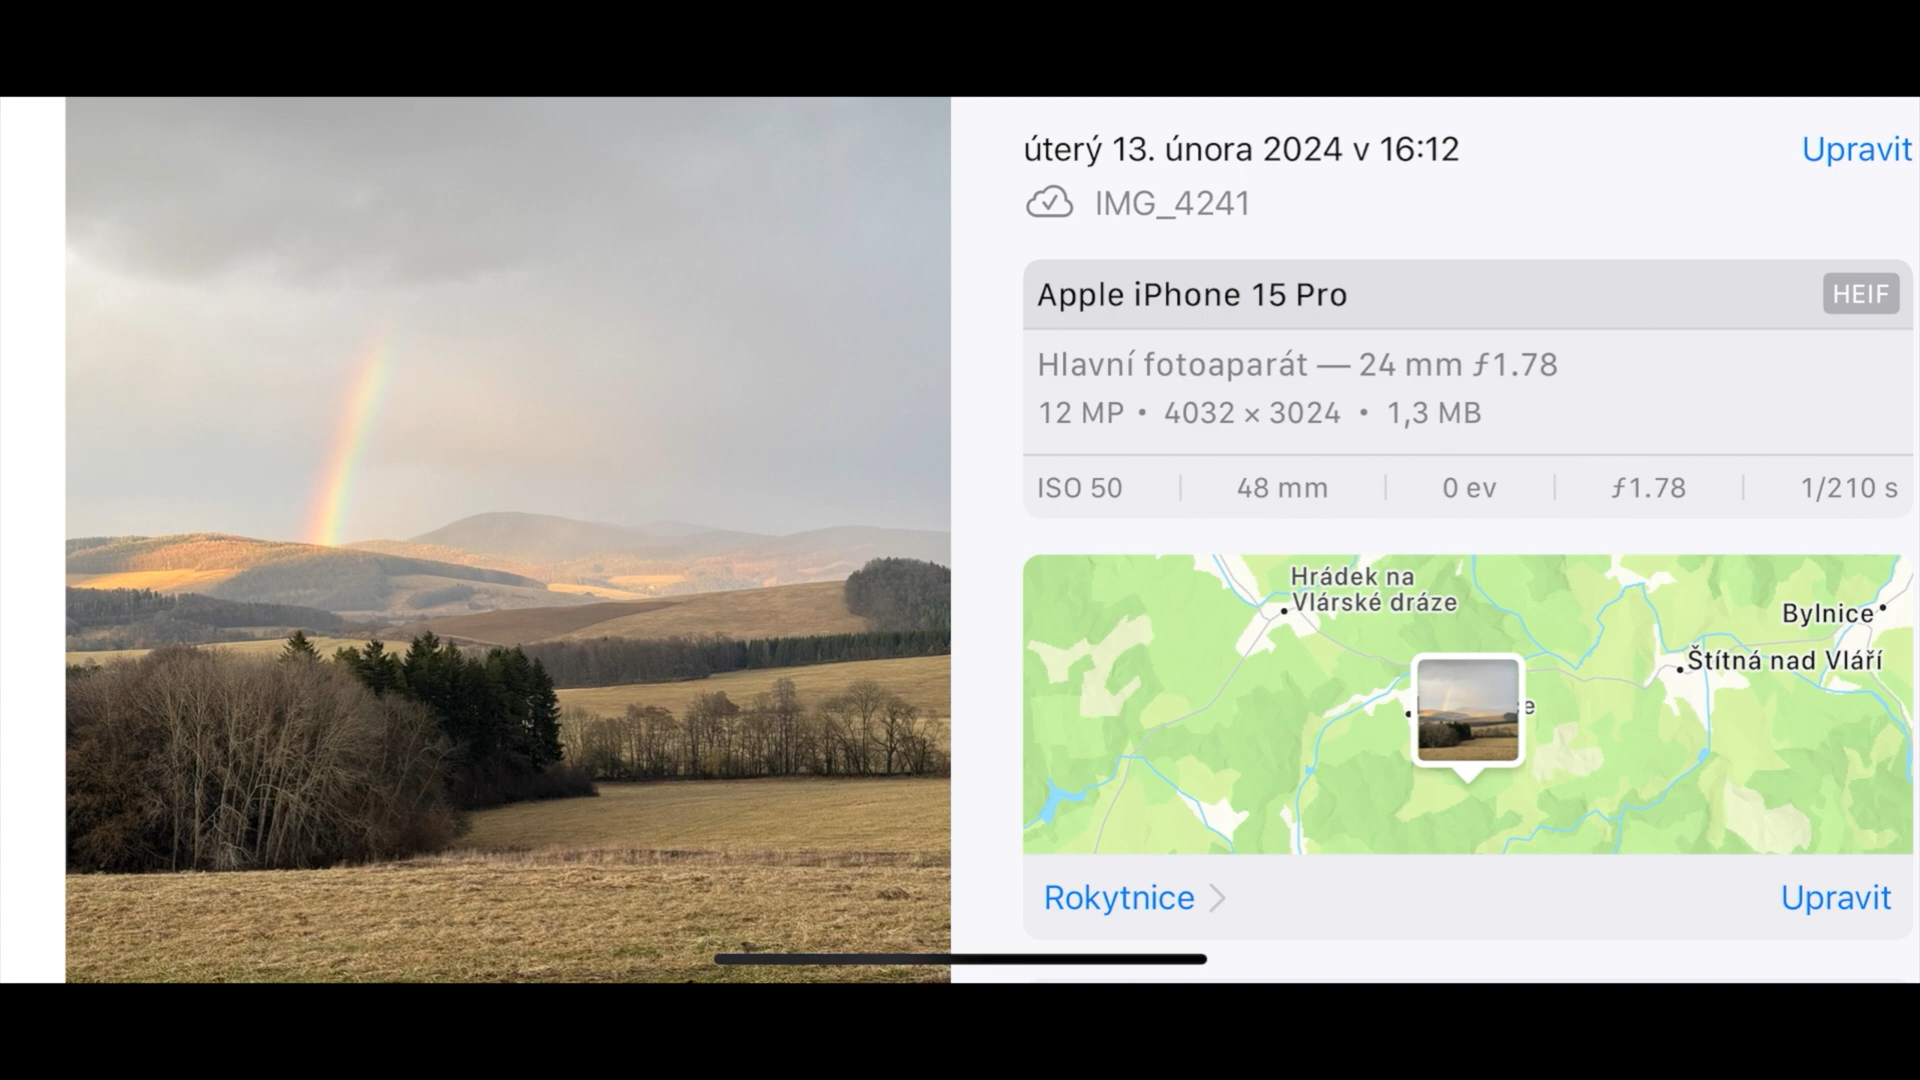 úterý 13. února 2024 v 16:12
Upravit
IMG_4241
Apple iPhone 15 Pro
HEIF
Hlavní fotoaparát — 24 mm ƒ1.78
12 MP • 4032 × 3024 • 1,3 MB
ISO 50
48 mm
0 ev
ƒ1.78
1/210 s
Hrádek na
Vlárské dráze
Bylnice
Štítná nad Vláří
Rokytnice
Upravit